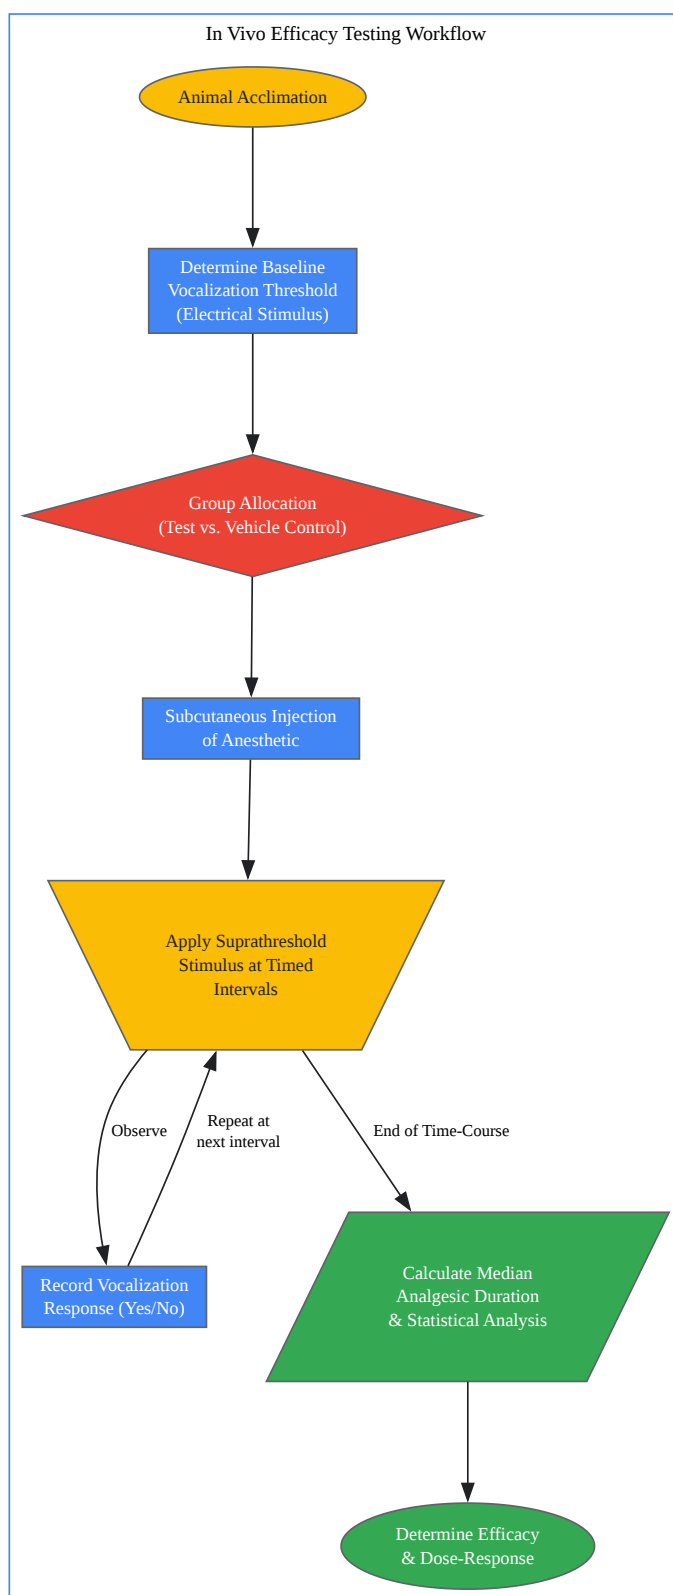 In Vivo Efficacy Testing Workflow
Animal Acclimation
Determine Baseline
Vocalization Threshold
(Electrical Stimulus)
Group Allocation
(Test vs. Vehicle Control)
Subcutaneous Injection
of Anesthetic
Apply Suprathreshold
Stimulus at Timed
Intervals
Observe
Repeat at
next interval
End of Time-Course
Record Vocalization
Response (Yes/No)
Calculate Median
Analgesic Duration
& Statistical Analysis
Determine Efficacy
& Dose-Response